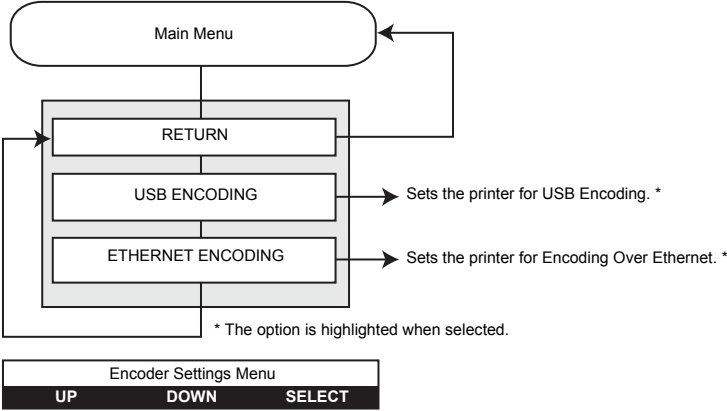 Main Menu
RETURN
USB ENCODING
Sets the printer for USB Encoding. *
ETHERNET ENCODING
Sets the printer for Encoding Over Ethernet. *
* The option is highlighted when selected.
Encoder Settings Menu
UP DOWN SELECT